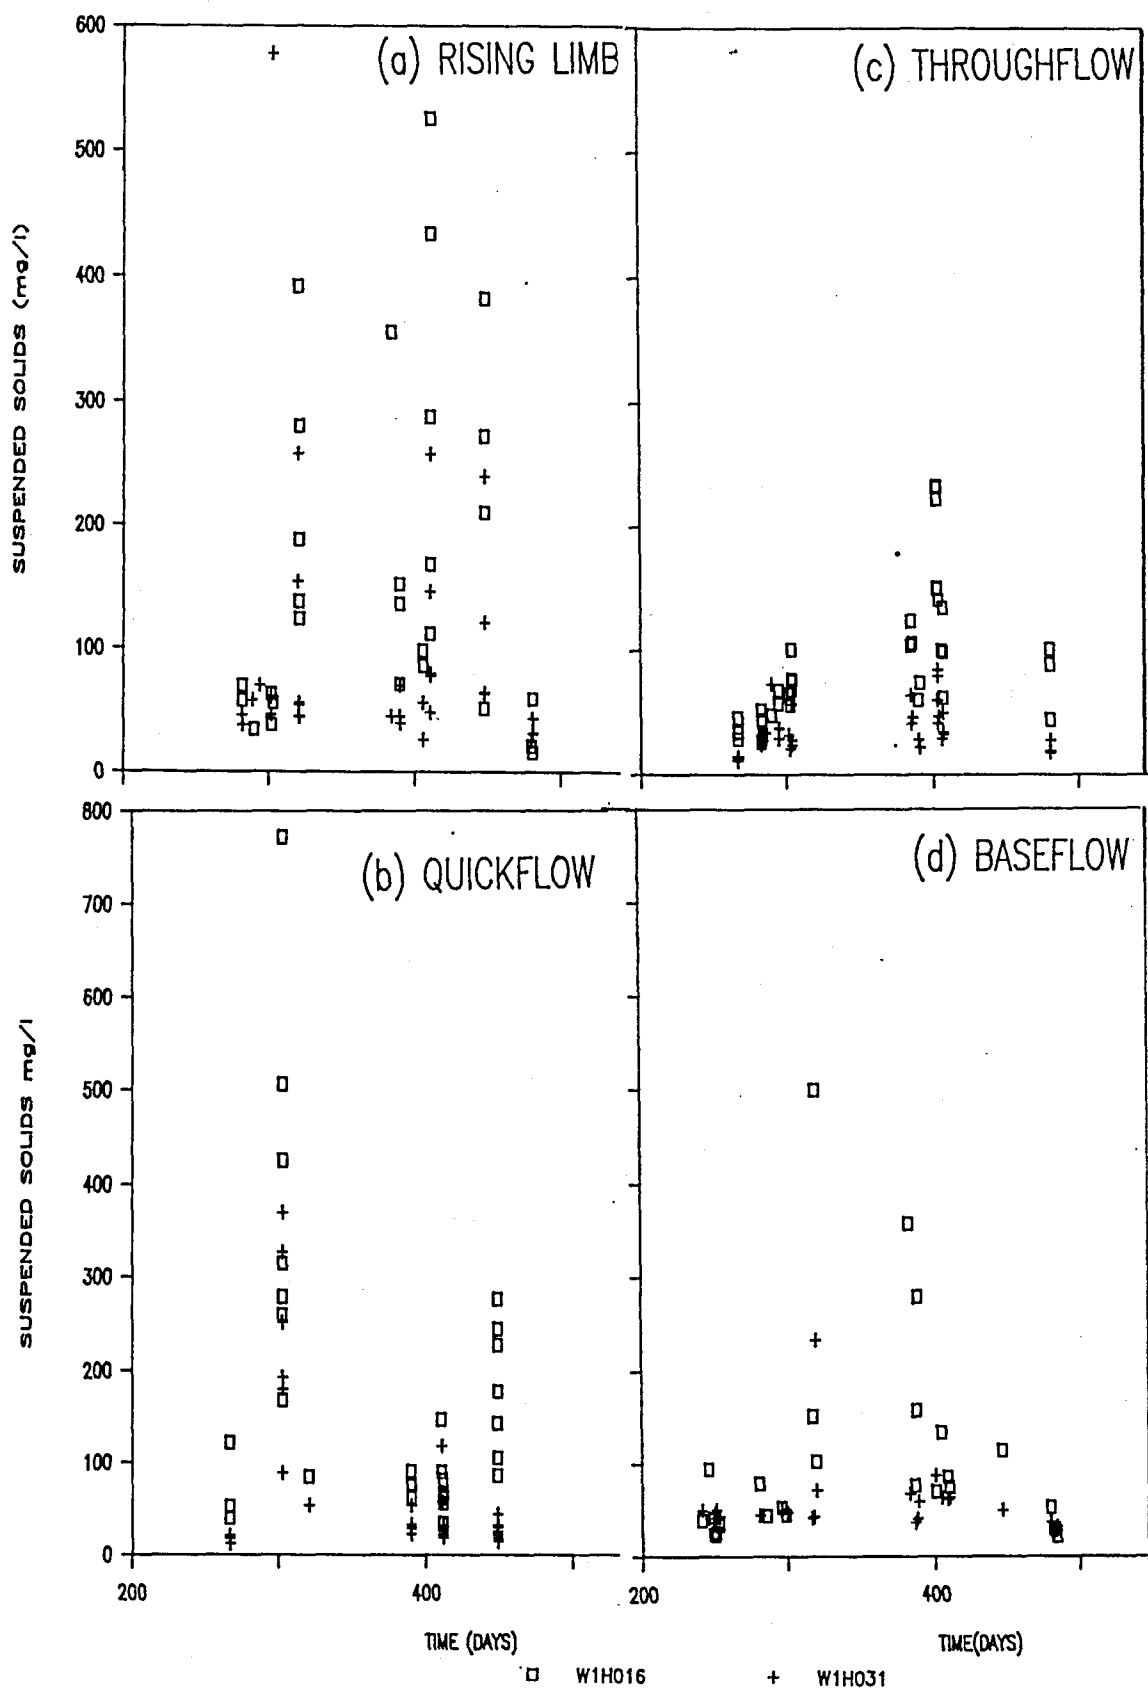 (a) RISING LIMB
(c) THROUGHFLOW
SUSPENDED SOLIDS (mg/l)
600
500
400
300
200
100
0
(b) QUICKFLOW
(d) BASEFLOW
SUSPENDED SOLIDS mg/l
800
700
600
500
400
300
200
100
0
200
400
200
400
TIME (DAYS)
TIME(DAYS)
W1H016
W1H031